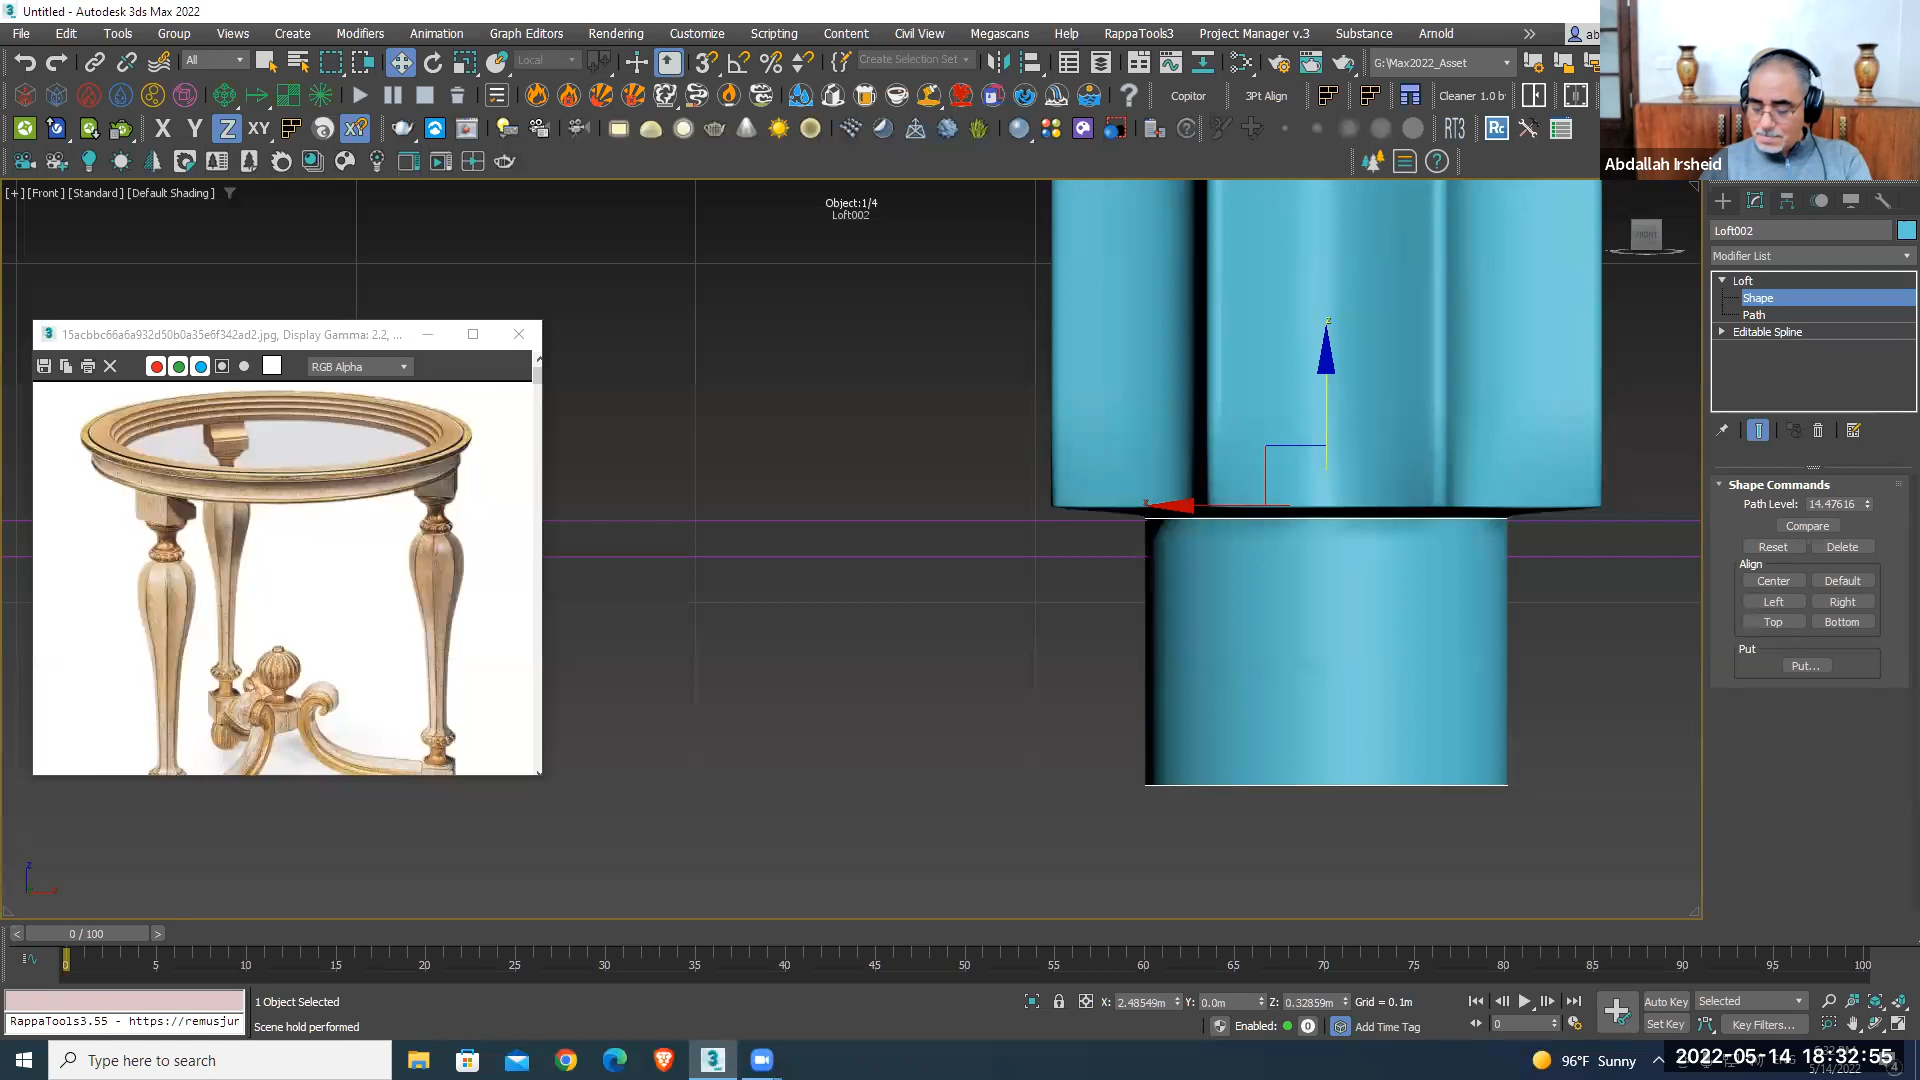 Untitled - Autodesk 3ds Max 2022
File Edit Tools Group Views Create Modifiers Animation Graph Editors Rendering Customize Scripting Content Civil View Megascans Help RappaTools3 Project Manager v.3 Substance Arnold ab
All Local Create Selection Set G:\Max2022_Asset
Copitor 3Pt Align Cleaner 1.0 b
X Y Z XY XY RT3 Rc
Abdallah Irsheid
[+] [Front] [Standard] [Default Shading]
Object:1/4
Loft002
FRONT
Loft002
Modifier List
Loft
Shape
Path
Editable Spline
15acbbc66a6a932d50b0a35e6f342ad2.jpg, Display Gamma: 2.2, ...
RGB Alpha
Shape Commands
Path Level: 14.47616
Compare
Reset Delete
Align
Center Default
Left Right
Top Bottom
Put
Put...
z
x
z
0 / 100
0 5 10 15 20 25 30 35 40 45 50 55 60 65 70 75 80 85 90 95 100
1 Object Selected
X: 2.48549m Y: 0.0m Z: 0.32859m Grid = 0.1m
Auto Key Selected
RappaTools3.55 - https://remusjur
Scene hold performed
Enabled: 0 Add Time Tag
0
Set Key Key Filters...
Type here to search
96°F Sunny
2022-05-14 18:32:55
5/14/2022
4